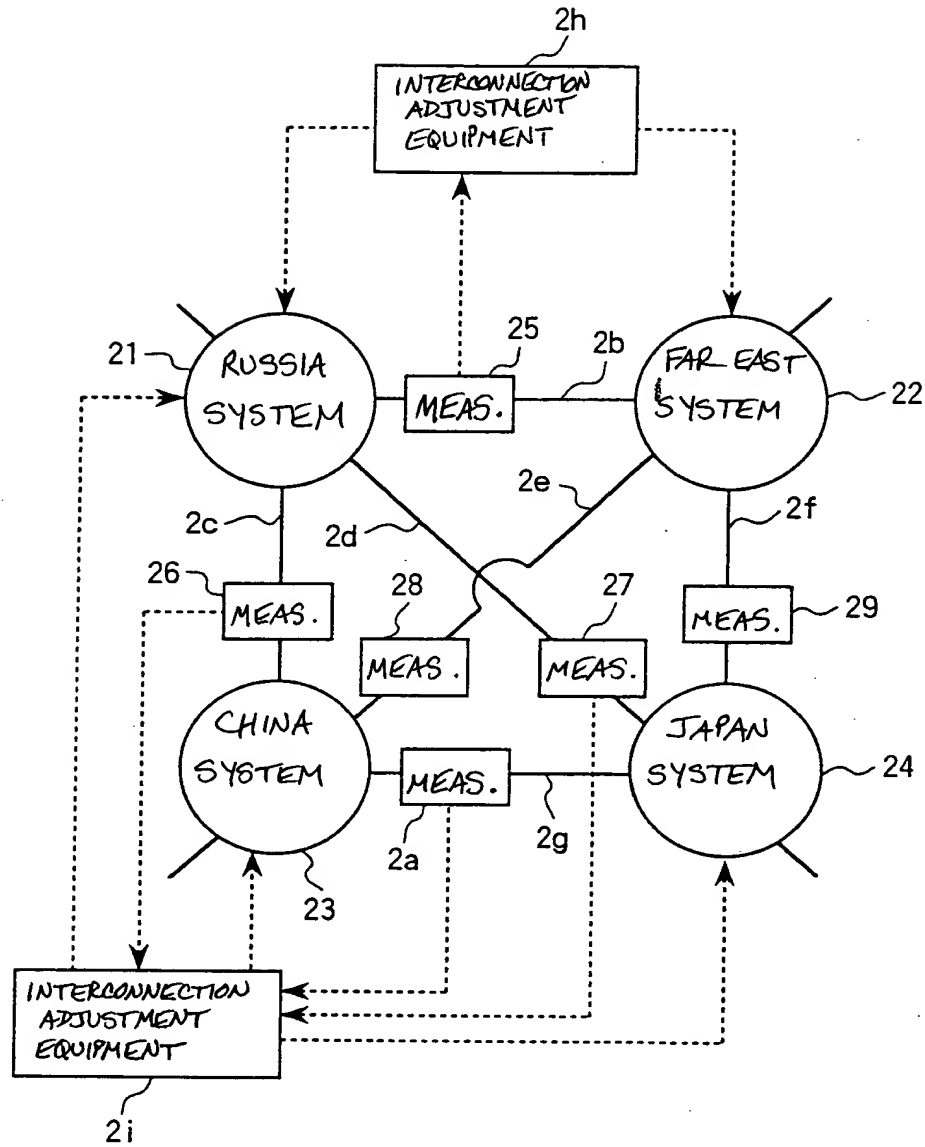 2h
INTERCONNECTION
ADJUSTMENT
EQUIPMENT
21
RUSSIA
SYSTEM
25
MEAS.
2b
FAR EAST
SYSTEM
22
2c
2d
2e
2f
26
MEAS.
28
MEAS.
27
MEAS.
MEAS.
29
CHINA
SYSTEM
23
MEAS.
2a
2g
JAPAN
SYSTEM
24
INTERCONNECTION
ADJUSTMENT
EQUIPMENT
2i